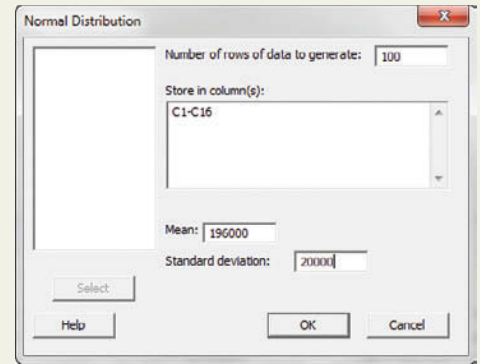 Normal Distribution
Number of rows of data to generate: 100
Store in column(s):
C1-C16
Mean: 196000
Standard deviation: 20000
Select
Help OK Cancel